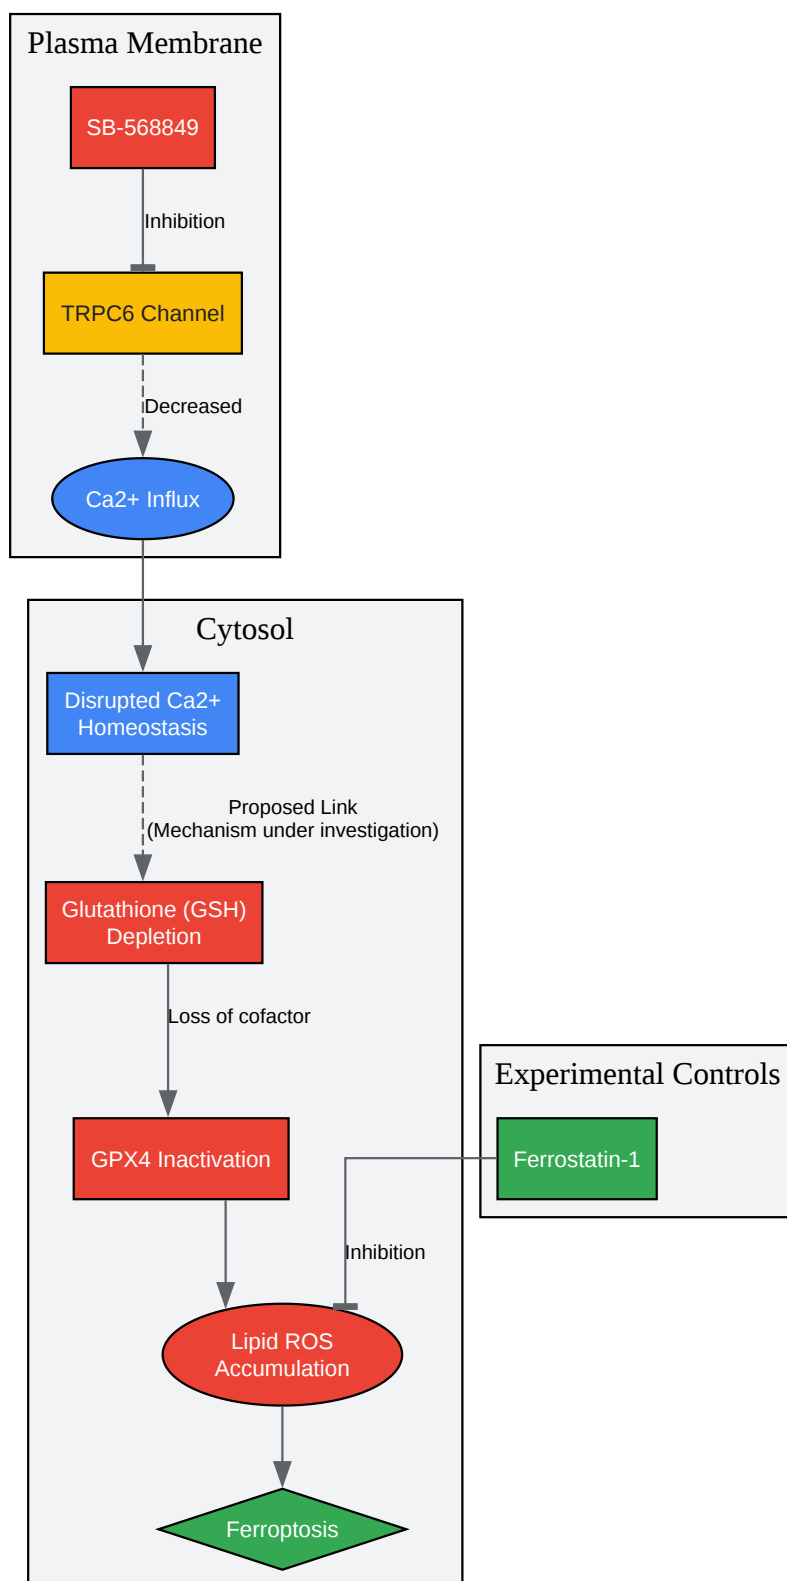 Plasma Membrane
SB-568849
Inhibition
TRPC6 Channel
Decreased
Ca2+ Influx
Cytosol
Disrupted Ca2+
Homeostasis
Proposed Link
(Mechanism under investigation)
Glutathione (GSH)
Depletion
Loss of cofactor
Experimental Controls
GPX4 Inactivation
Ferrostatin-1
Inhibition
Lipid ROS
Accumulation
Ferroptosis